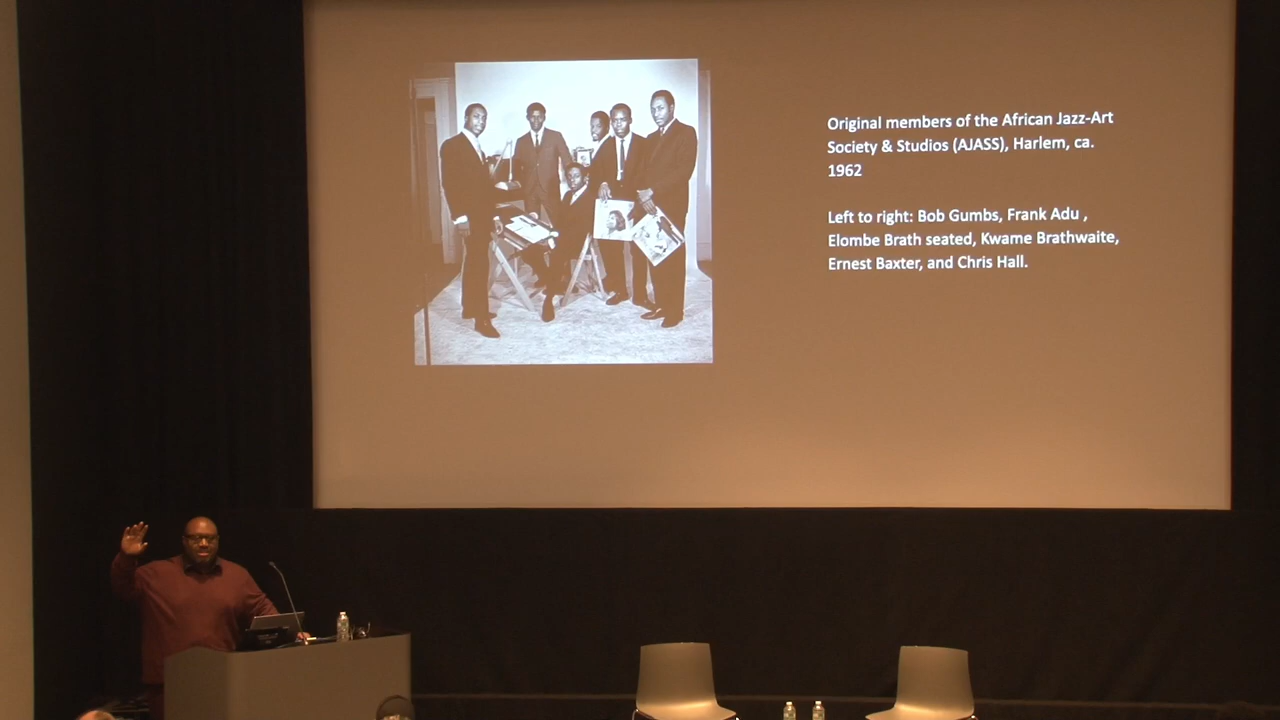 Original members of the African Jazz-Art
Society & Studios (AJASS), Harlem, ca.
1962
Left to right: Bob Gumbs, Frank Adu ,
Elombe Brath seated, Kwame Brathwaite,
Ernest Baxter, and Chris Hall.